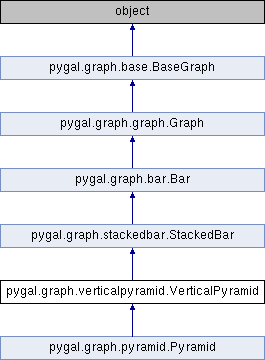 object
pygal.graph.base.BaseGraph
pygal.graph.graph.Graph
pygal.graph.bar.Bar
pygal.graph.stackedbar.StackedBar
pygal.graph.verticalpyramid.VerticalPyramid
pygal.graph.pyramid.Pyramid